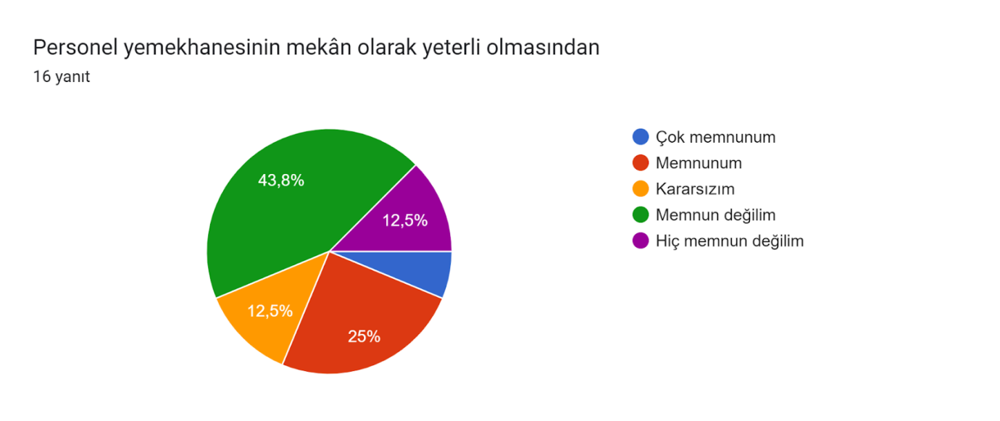 Personel yemekhanesinin mekân olarak yeterli olmasından
16 yanıt
43,8%
12,5%
12,5%
25%
Çok memnunum
Memnunum
Kararsızım
Memnun değilim
Hiç memnun değilim